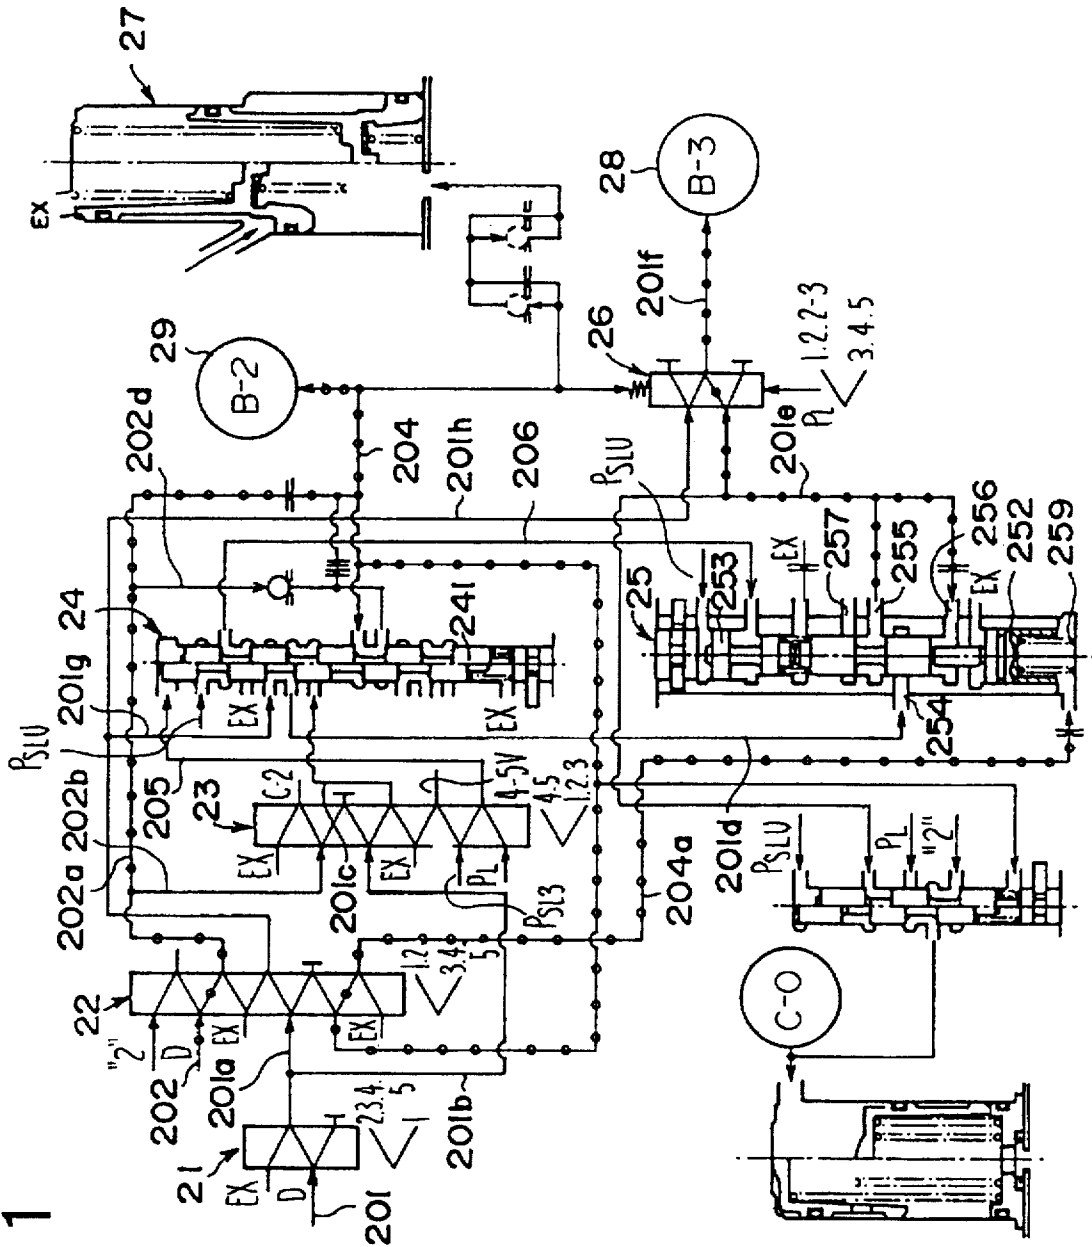 1
EX
27
28
B-3
201f
26
1.2.2-3
3.4.5
PL
29
B-2
202d
204
201h
206
PSLU
201e
24
241
EX
EX
25
253
EX
257
255
256
EX
252
259
254
201g
PSLU
205
202b
202a
23
C-2
EX
201c
EX
4-5V
4-5
1.2.3
PL
PSL3
201d
204a
22
"2"
D
202
EX
EX
1.2
3.4.
5
201a
201b
21
EX
D
201
2.3.4.
5
1
PSLU
PL
"2"
C-0